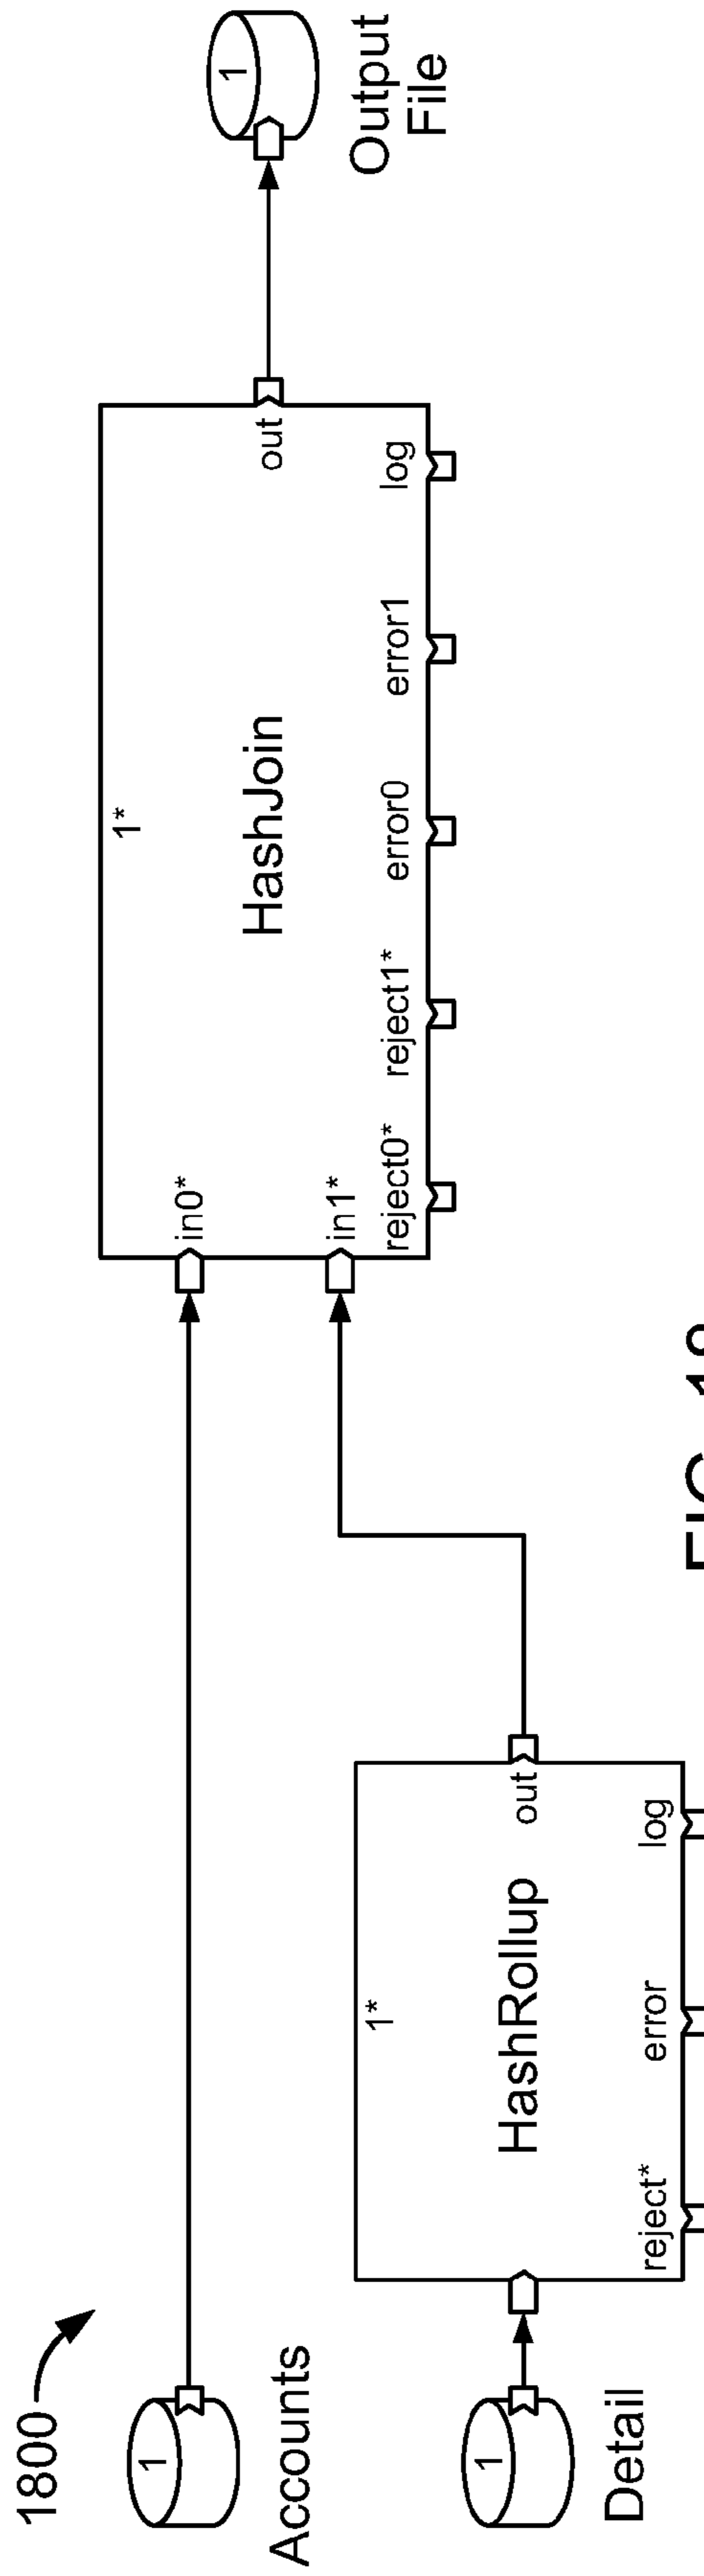 1800
1
Accounts
1
Detail
1*
HashRollup
out
reject*
error
log
1*
in0*
in1*
HashJoin
out
reject0*
reject1*
error0
error1
log
1
Output
File